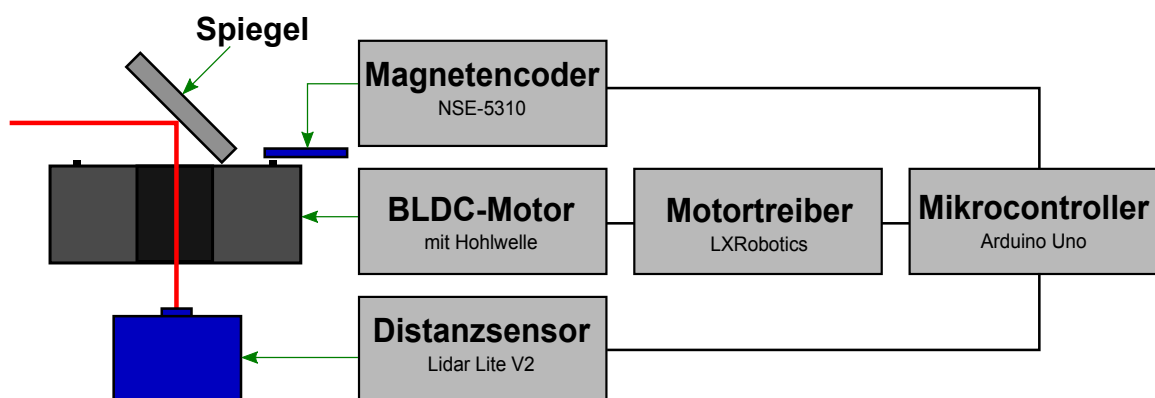 Spiegel
Magnetencoder
NSE-5310
BLDC-Motor
mit Hohlwelle
Motortreiber
LXRobotics
Mikrocontroller
Arduino Uno
Distanzsensor
Lidar Lite V2